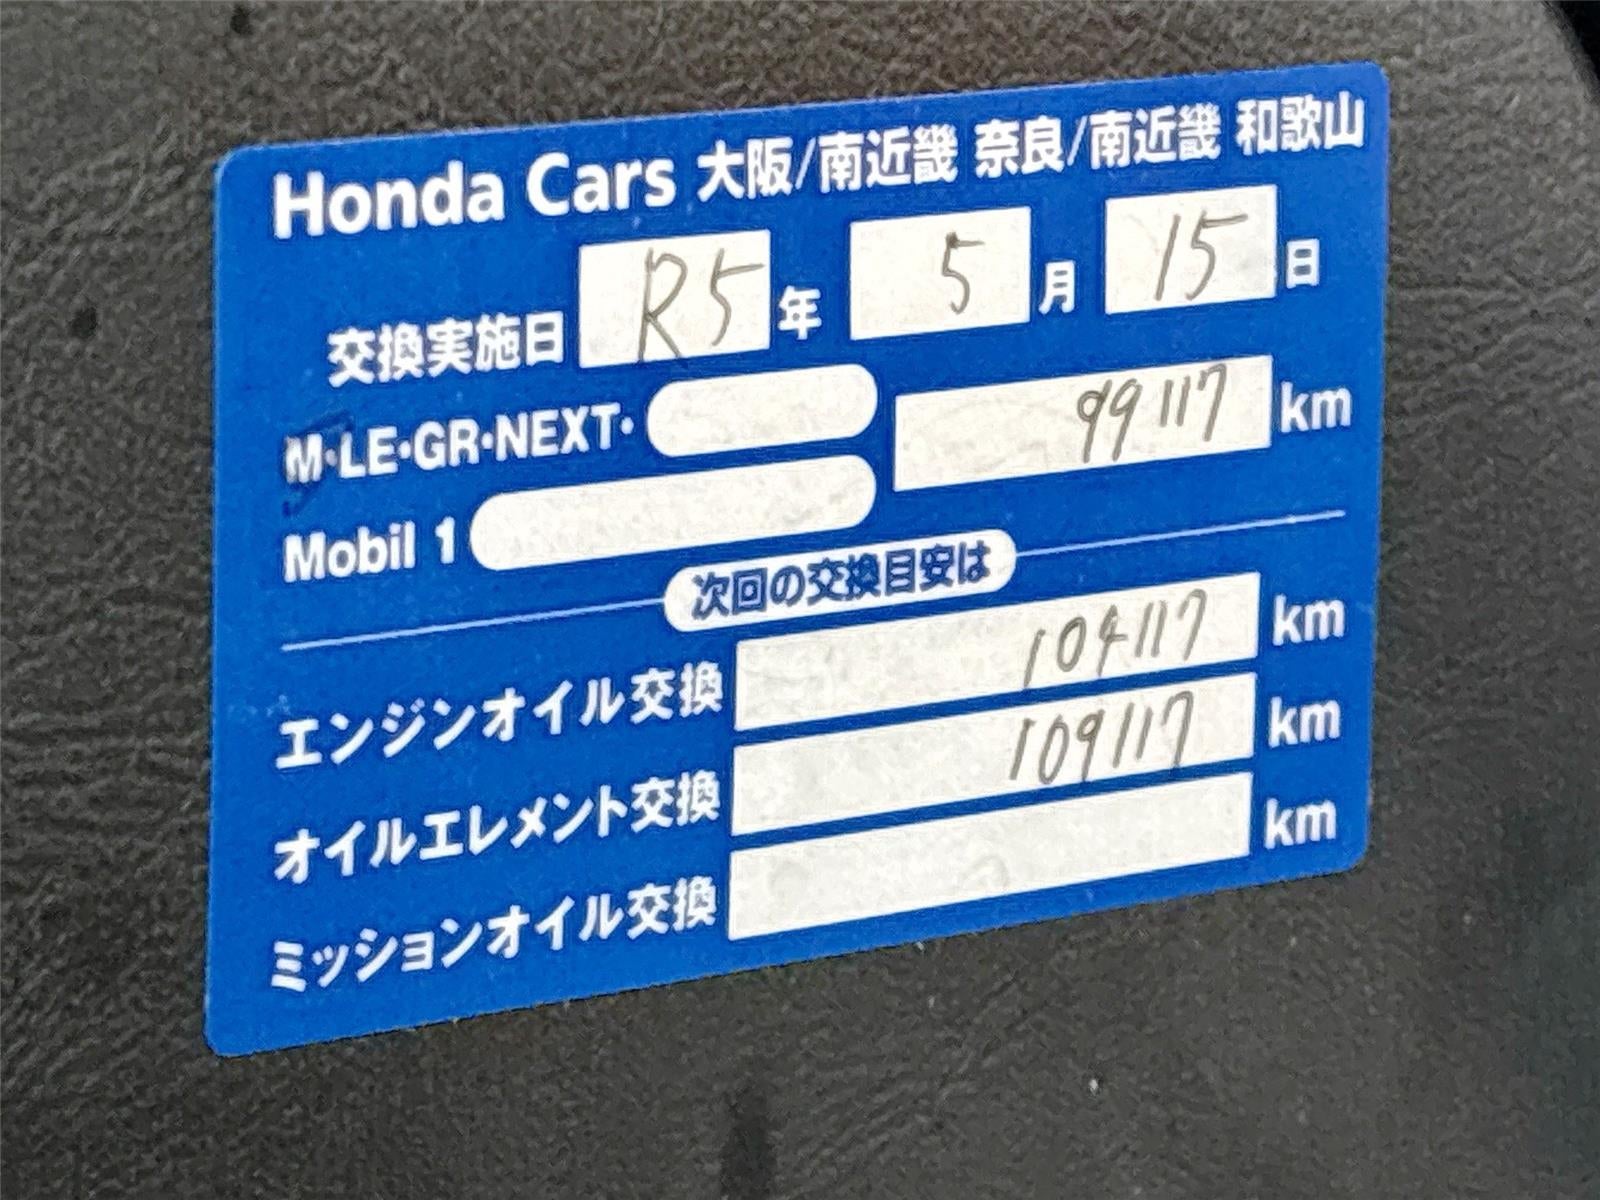 Honda Cars 大阪/南近畿 奈良/南近畿 和歌山
交換実施日 R5 年 5 月 15 日
M・LE・GR・NEXT・ 99117 km
Mobil 1
次回の交換目安は
エンジンオイル交換 104117 km
オイルエレメント交換 109117 km
ミッションオイル交換 km